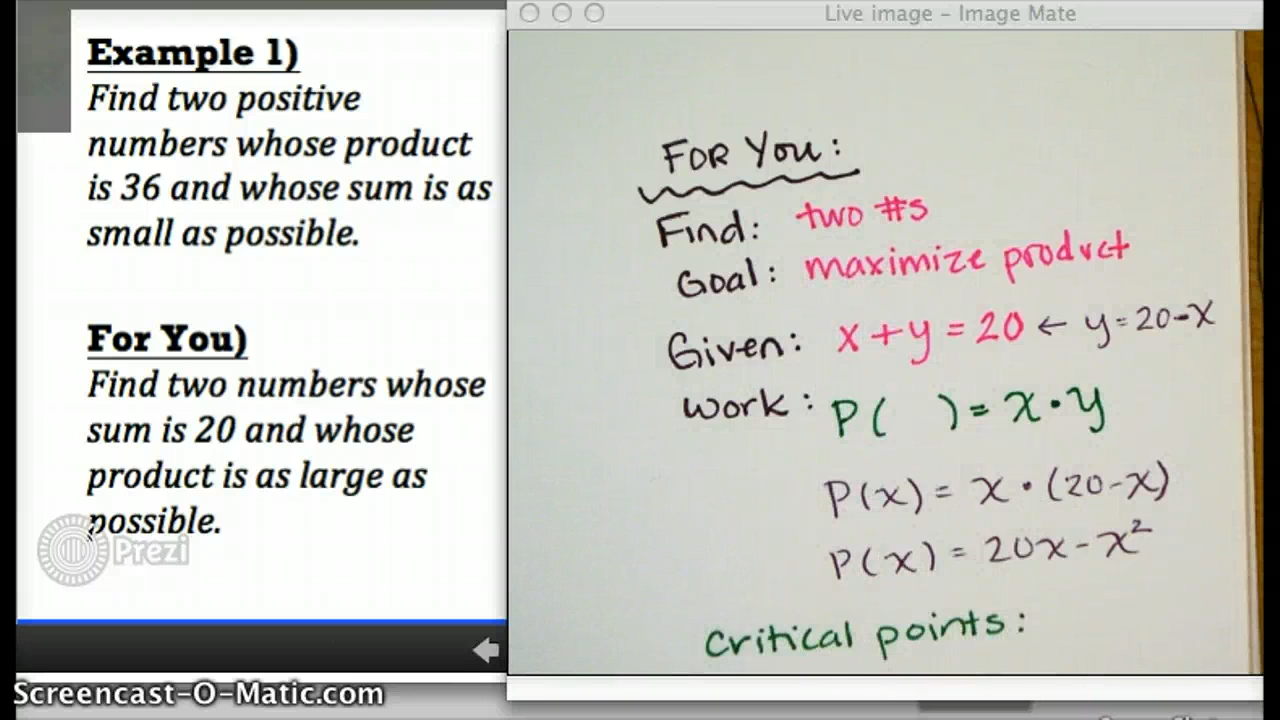 Live image - Image Mate
Example 1)
Find two positive
numbers whose product
is 36 and whose sum is as
small as possible.
For You)
Find two numbers whose
sum is 20 and whose
product is as large as
possible.
Prezi
For You:
Find: two #s
Goal: maximize product
Given: x + y = 20 ← y = 20 - x
Work: P( ) = x · y
P(x) = x · (20 - x)
P(x) = 20x - x²
Critical points:
Screencast-O-Matic.com